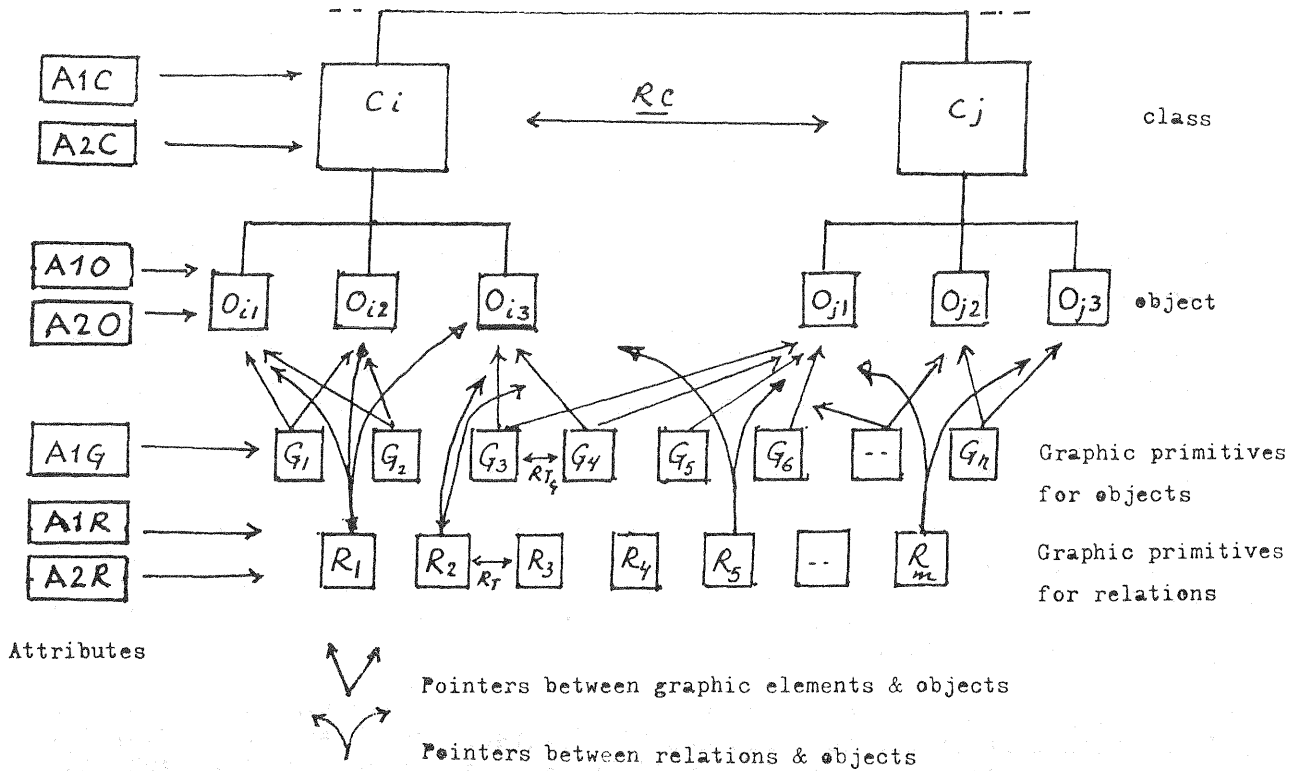 A1C
Ci
RC
Cj
class
A2C
A1O
A2O
Oi1
Oi2
Oi3
Oj1
Oj2
Oj3
object
A1G
G1
G2
G3
RTG
G4
G5
G6
--
Gn
Graphic primitives
for objects
A1R
A2R
R1
R2
RT
R3
R4
R5
--
Rm
Graphic primitives
for relations
Attributes
Pointers between graphic elements & objects
Pointers between relations & objects